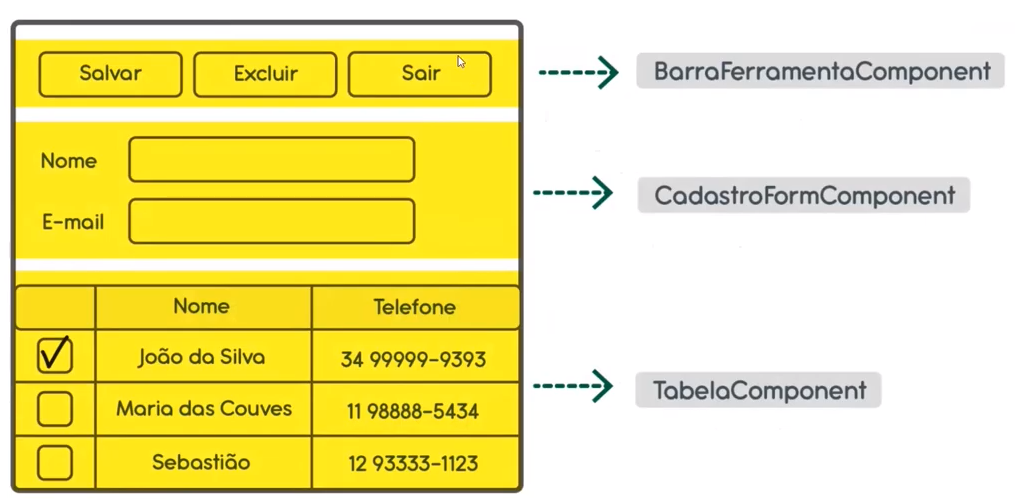 Salvar Excluir Sair
BarraFerramentaComponent
Nome
E-mail
CadastroFormComponent
Nome Telefone
João da Silva 34 99999-9393
Maria das Couves 11 98888-5434
Sebastião 12 93333-1123
TabelaComponent